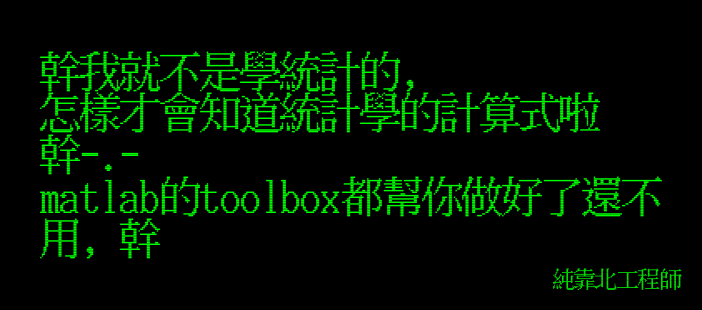 幹我就不是學統計的,
怎樣才會知道統計學的計算式啦
幹-.-
matlab的toolbox都幫你做好了還不
用, 幹
純靠北工程師